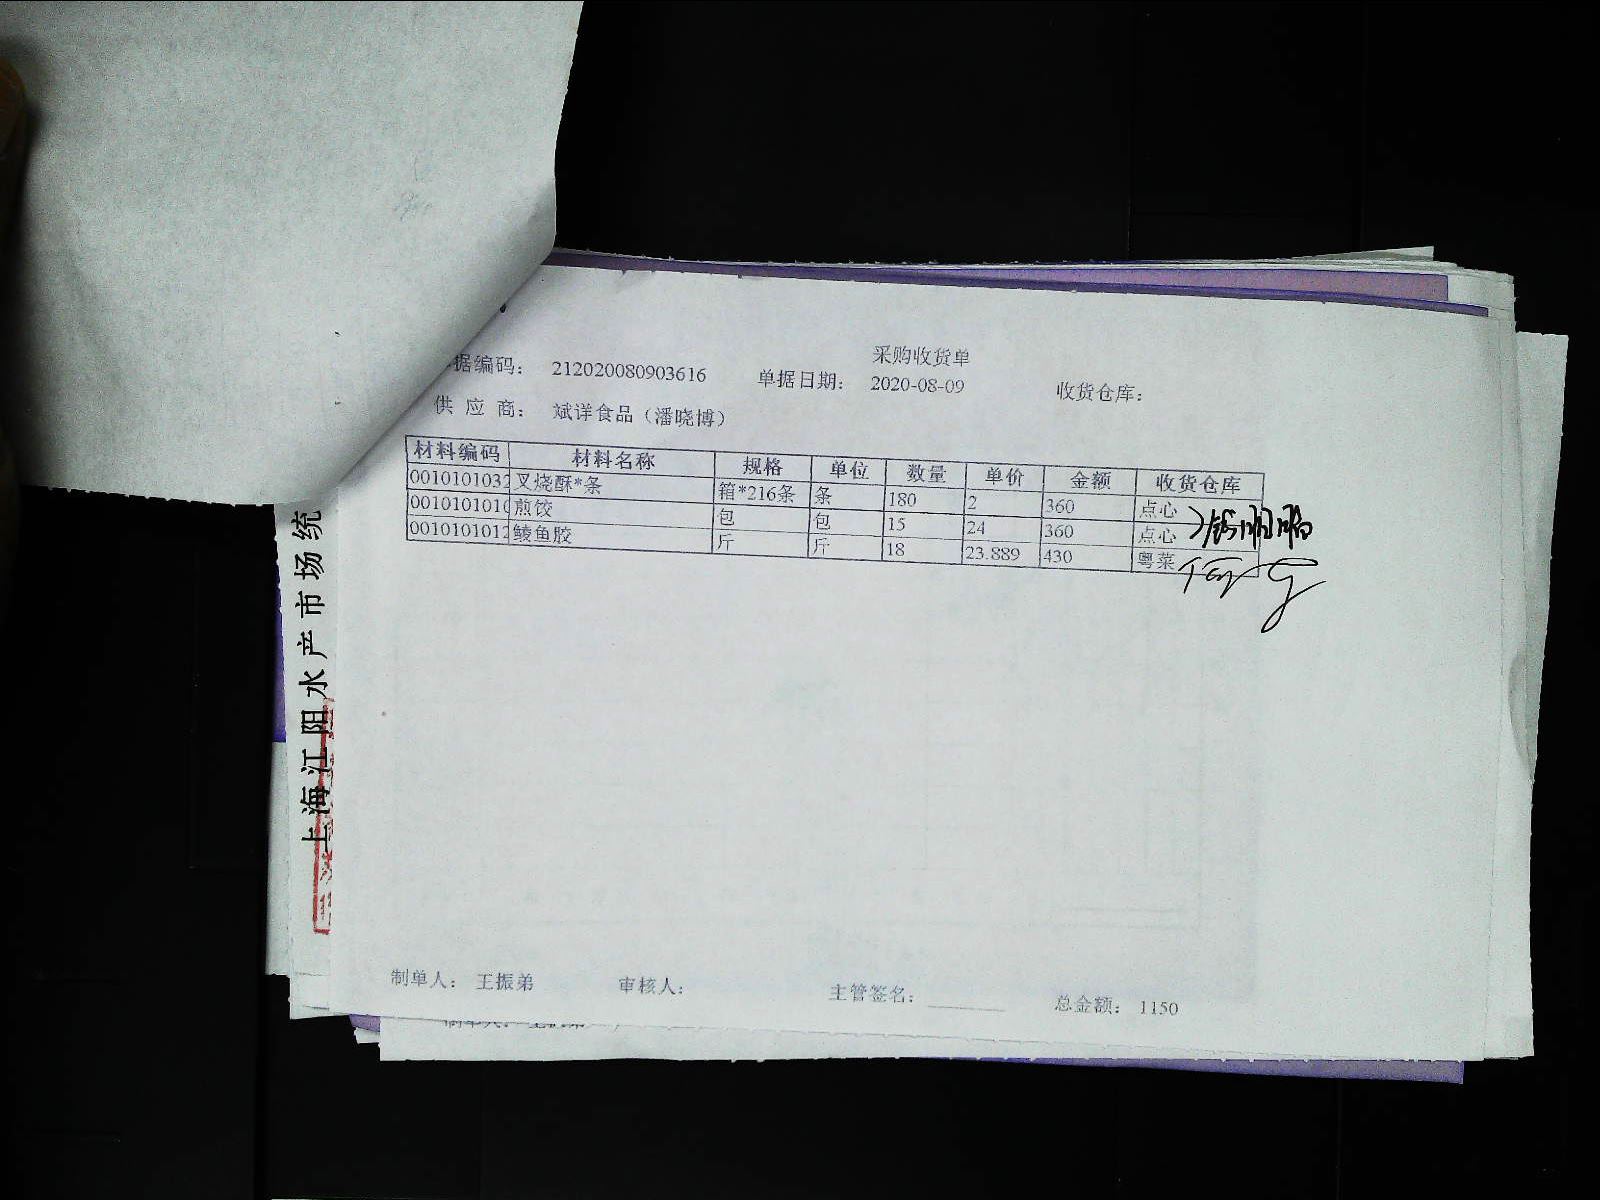 采购收货单
据编码： 212020080903616 单据日期： 2020-08-09 收货仓库：
供 应 商： 斌详食品（潘晓博）
材料编码 材料名称 规格 单位 数量 单价 金额 收货仓库
0010101032 叉烧酥*条 箱*216条 条 180 2 360 点心
001010101 煎饺 包 包 15 24 360 点心
0010101012 鲮鱼胶 斤 斤 18 23.889 430 粤菜
制单人： 王振弟 审核人： 主管签名： 总金额： 1150
上海江阳水产市场统